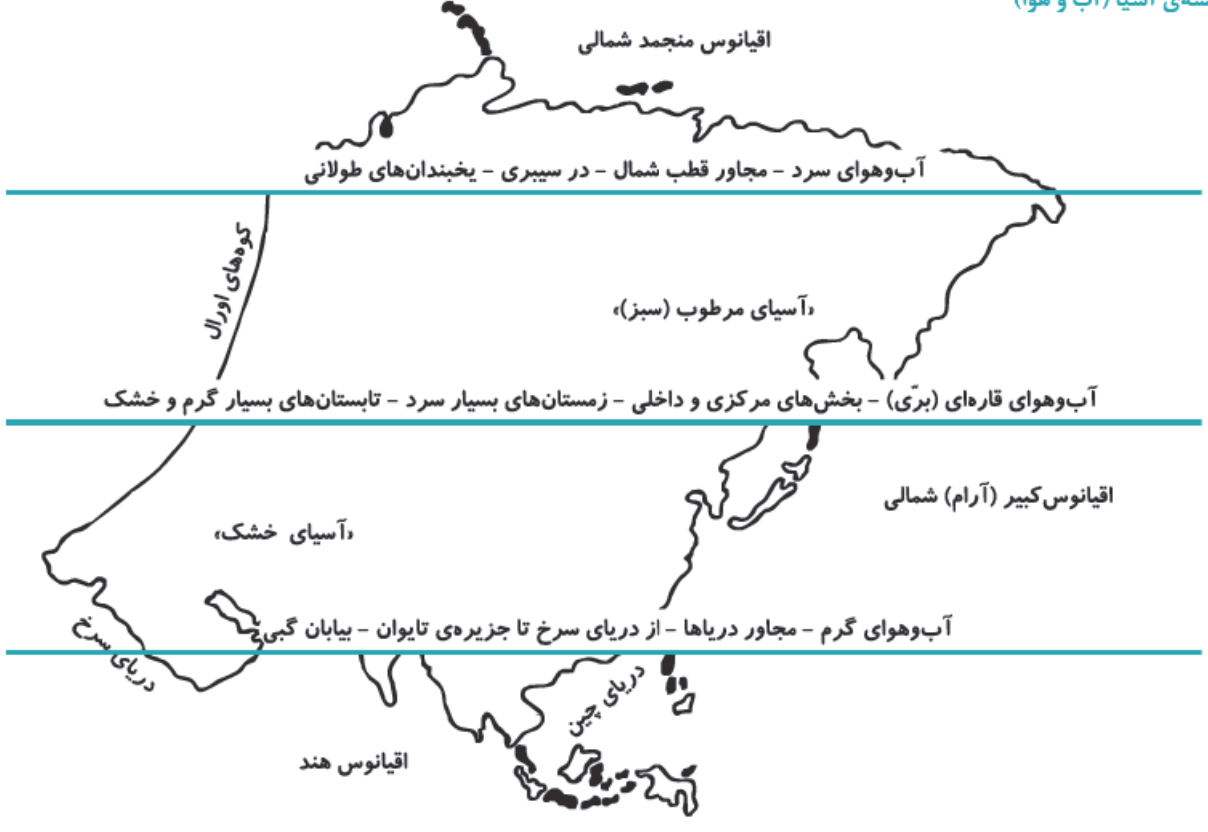 آسیا (آب و هوا)
اقیانوس منجمد شمالی
آب‌وهوای سرد - مجاور قطب شمال - در سیبری - یخبندان‌های طولانی
کوه‌های اورال
«آسیای مرطوب (سبز)»
آب‌وهوای قاره‌ای (برّی) - بخش‌های مرکزی و داخلی - زمستان‌های بسیار سرد - تابستان‌های بسیار گرم و خشک
اقیانوس کبیر (آرام) شمالی
«آسیای خشک»
آب‌وهوای گرم - مجاور دریاها - از دریای سرخ تا جزیره‌ی تایوان - بیابان گبی
دریای سرخ
دریای چین
اقیانوس هند